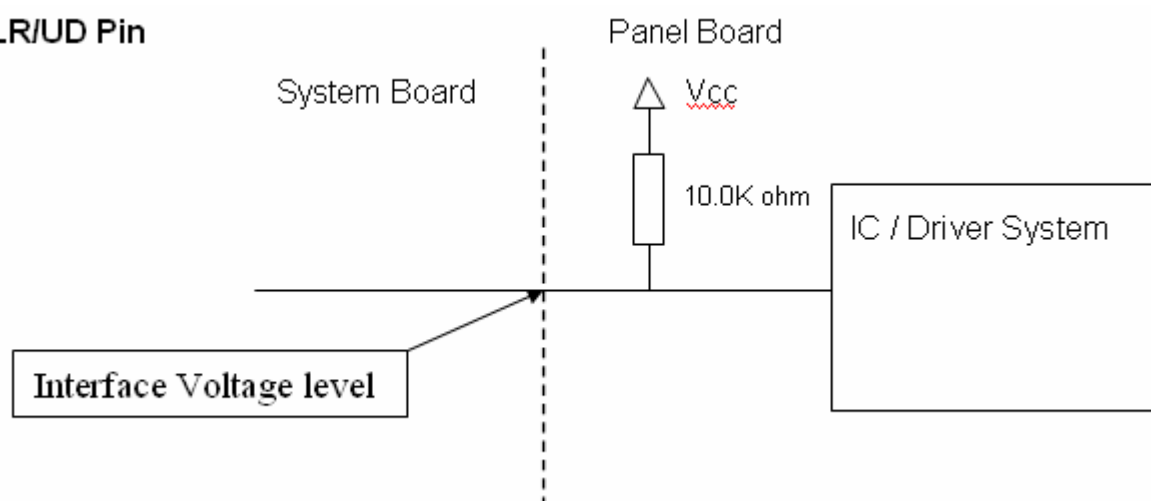 LR/UD Pin
Panel Board
System Board
Vcc
10.0K ohm
IC / Driver System
Interface Voltage level